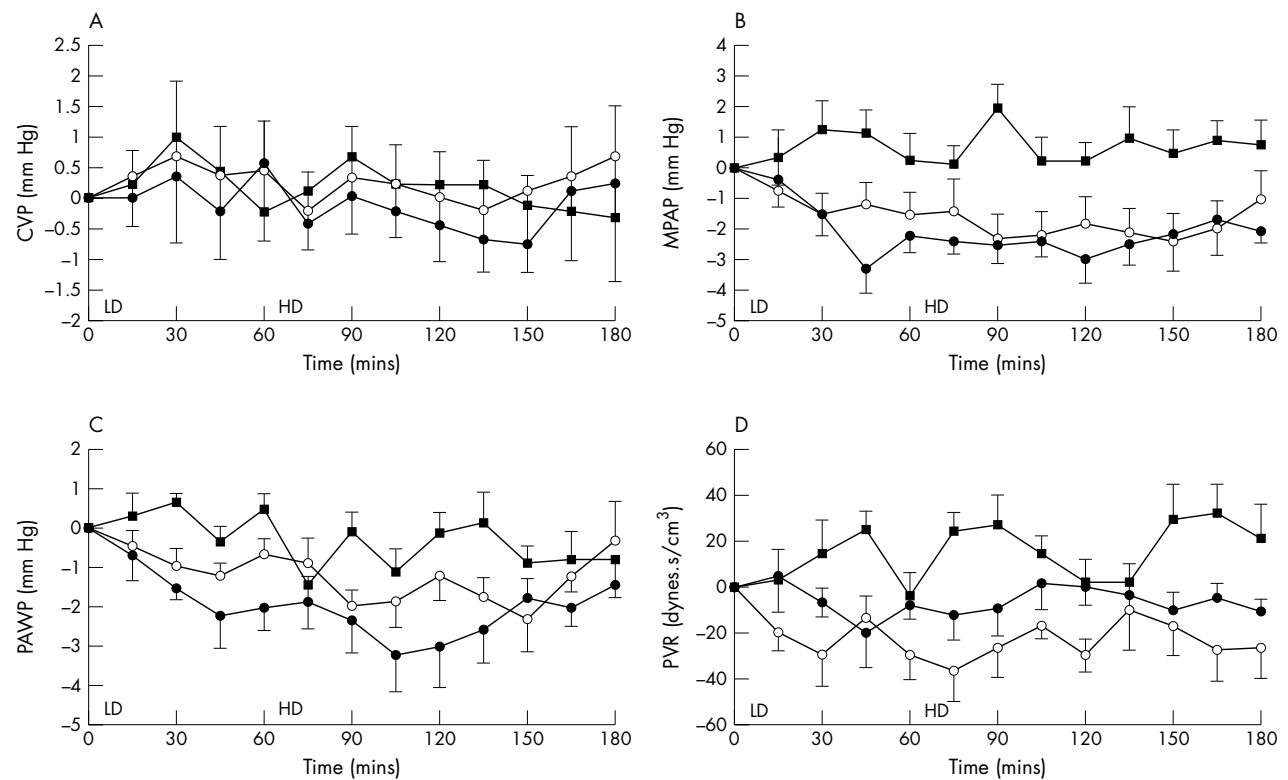 A
CVP (mm Hg)
2.5
2
1.5
1
0.5
0
–0.5
–1
–1.5
–2
LD
HD
0 30 60 90 120 150 180
Time (mins)
B
MPAP (mm Hg)
4
3
2
1
0
–1
–2
–3
–4
–5
LD
HD
0 30 60 90 120 150 180
Time (mins)
C
PAWP (mm Hg)
2
1
0
–1
–2
–3
–4
–5
LD
HD
0 30 60 90 120 150 180
Time (mins)
D
PVR (dynes.s/cm³)
60
40
20
0
–20
–40
–60
LD
HD
0 30 60 90 120 150 180
Time (mins)